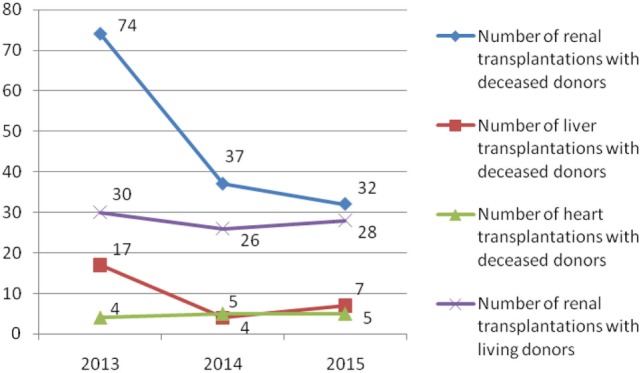 80
74
Number of renal
transplantations with
deceased donors
70
60
Number of liver
transplantations with
deceased donors
50
40
37
32
Number of heart
transplantations with
deceased donors
30
30
26
28
20
17
Number of renal
transplantations with
living donors
10
4
5
4
7
5
0
2013 2014 2015